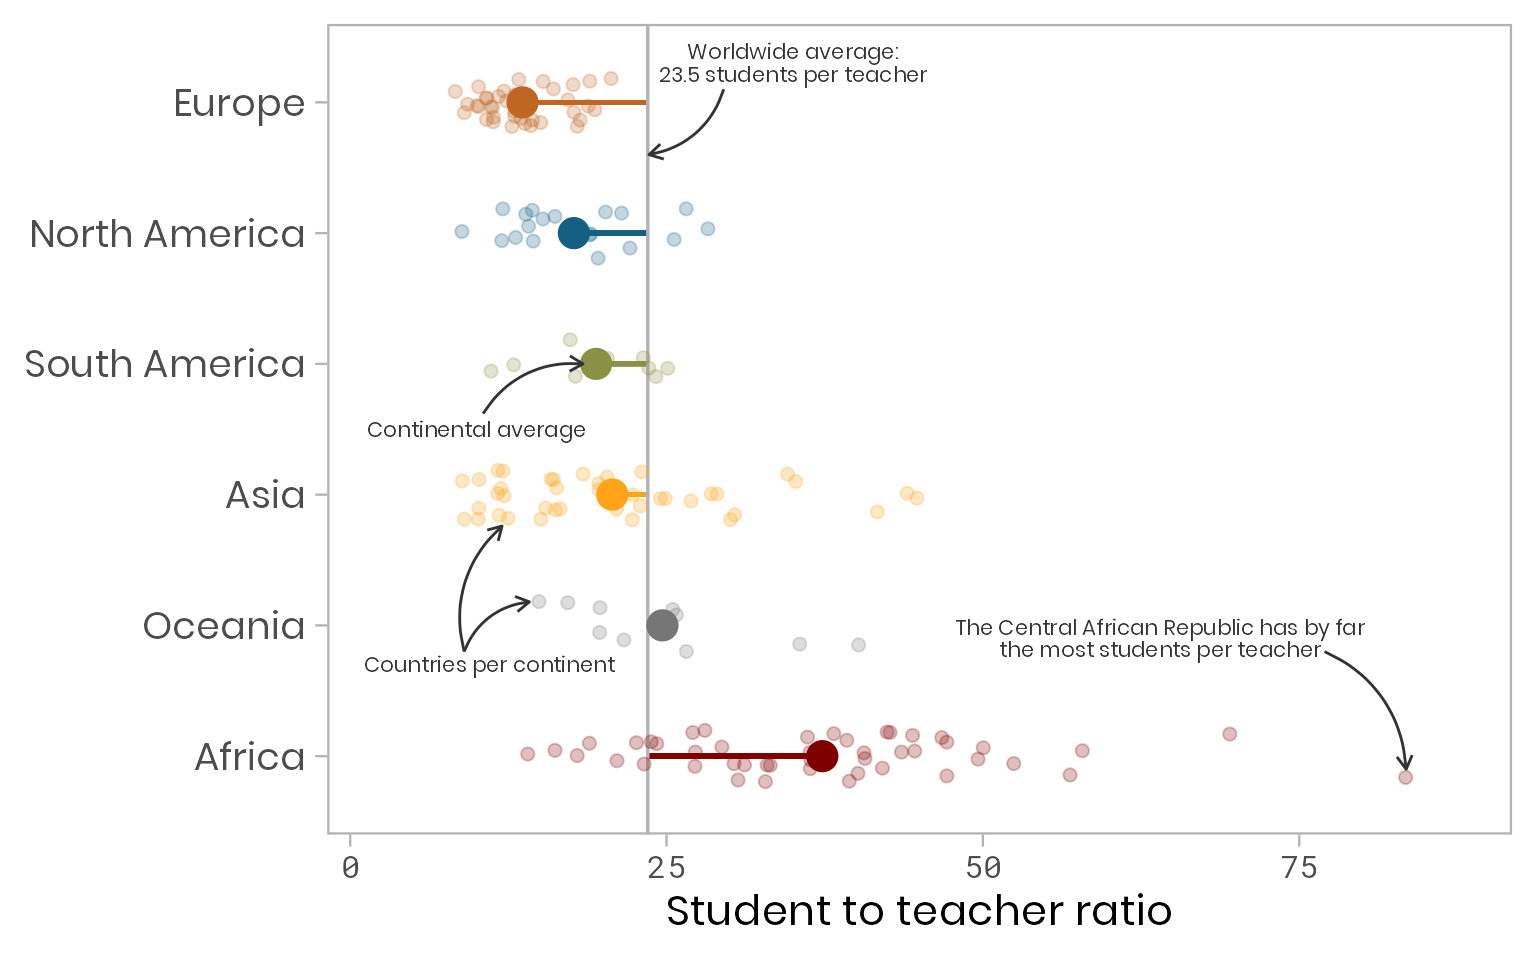 Worldwide average:
23.5 students per teacher
Europe
North America
South America
Continental average
Asia
Oceania
Countries per continent
The Central African Republic has by far
the most students per teacher
Africa
0 25 50 75
Student to teacher ratio